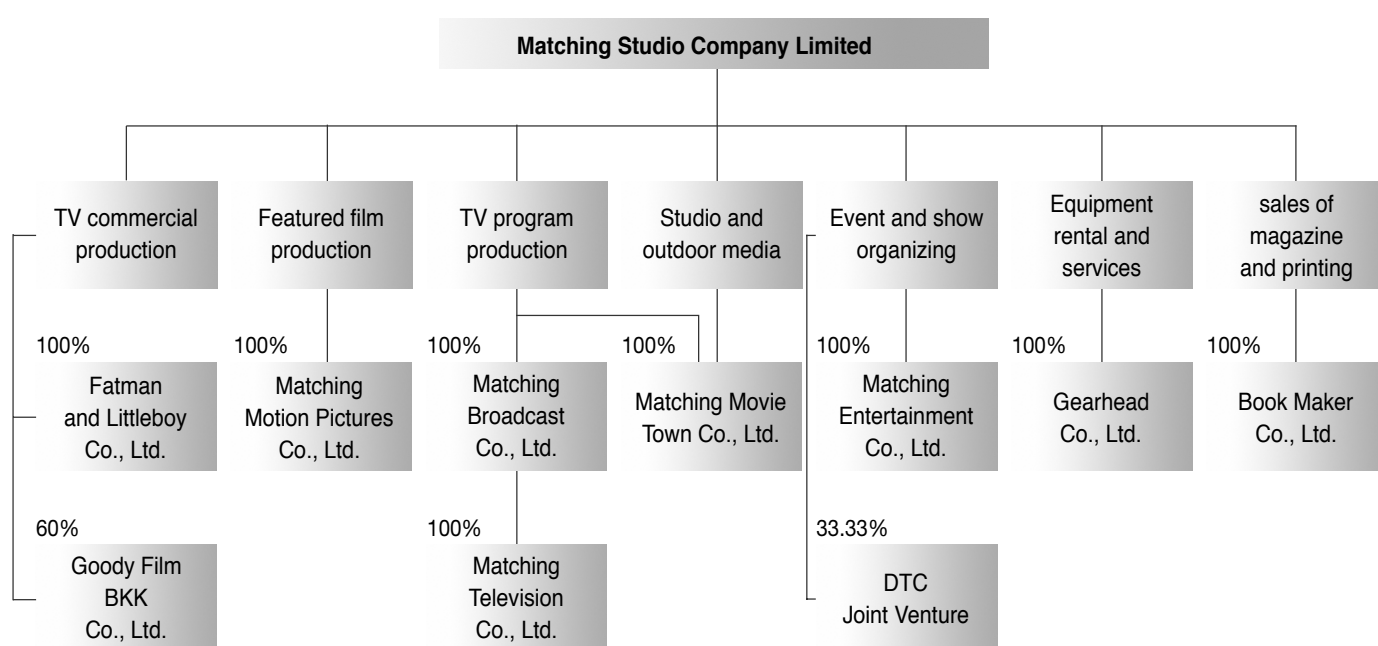 Matching Studio Company Limited
TV commercial
production
Featured film
production
TV program
production
Studio and
outdoor media
Event and show
organizing
Equipment
rental and
services
sales of
magazine
and printing
100%
Fatman
and Littleboy
Co., Ltd.
100%
Matching
Motion Pictures
Co., Ltd.
100%
Matching
Broadcast
Co., Ltd.
100%
Matching Movie
Town Co., Ltd.
100%
Matching
Entertainment
Co., Ltd.
100%
Gearhead
Co., Ltd.
100%
Book Maker
Co., Ltd.
60%
Goody Film
BKK
Co., Ltd.
100%
Matching
Television
Co., Ltd.
33.33%
DTC
Joint Venture